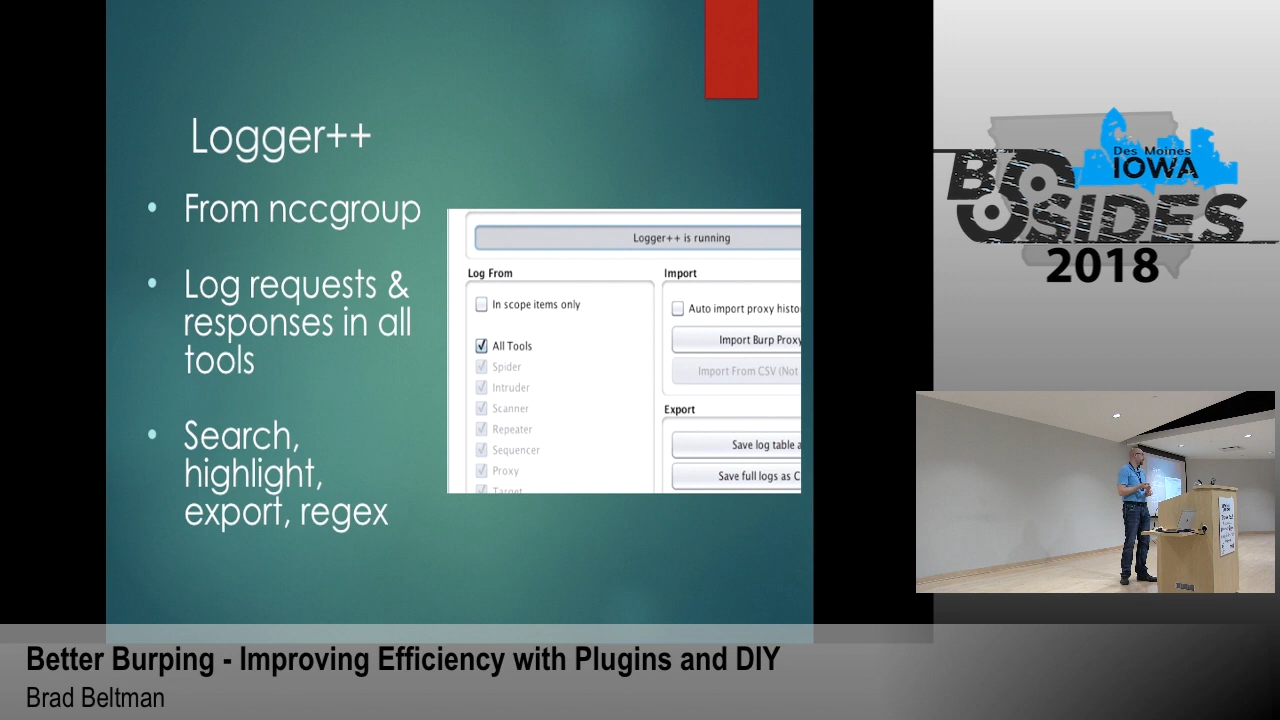 Logger++
From nccgroup
Log requests &
responses in all
tools
Search,
highlight,
export, regex
Logger++ is running
Log From
In scope items only
All Tools
Spider
Intruder
Scanner
Repeater
Sequencer
Proxy
Target
Import
Auto import proxy histo
Import Burp Proxy
Import From CSV (Not
Export
Save log table a
Save full logs as C
Des Moines
IOWA
BSIDES
2018
Better Burping - Improving Efficiency with Plugins and DIY
Brad Beltman